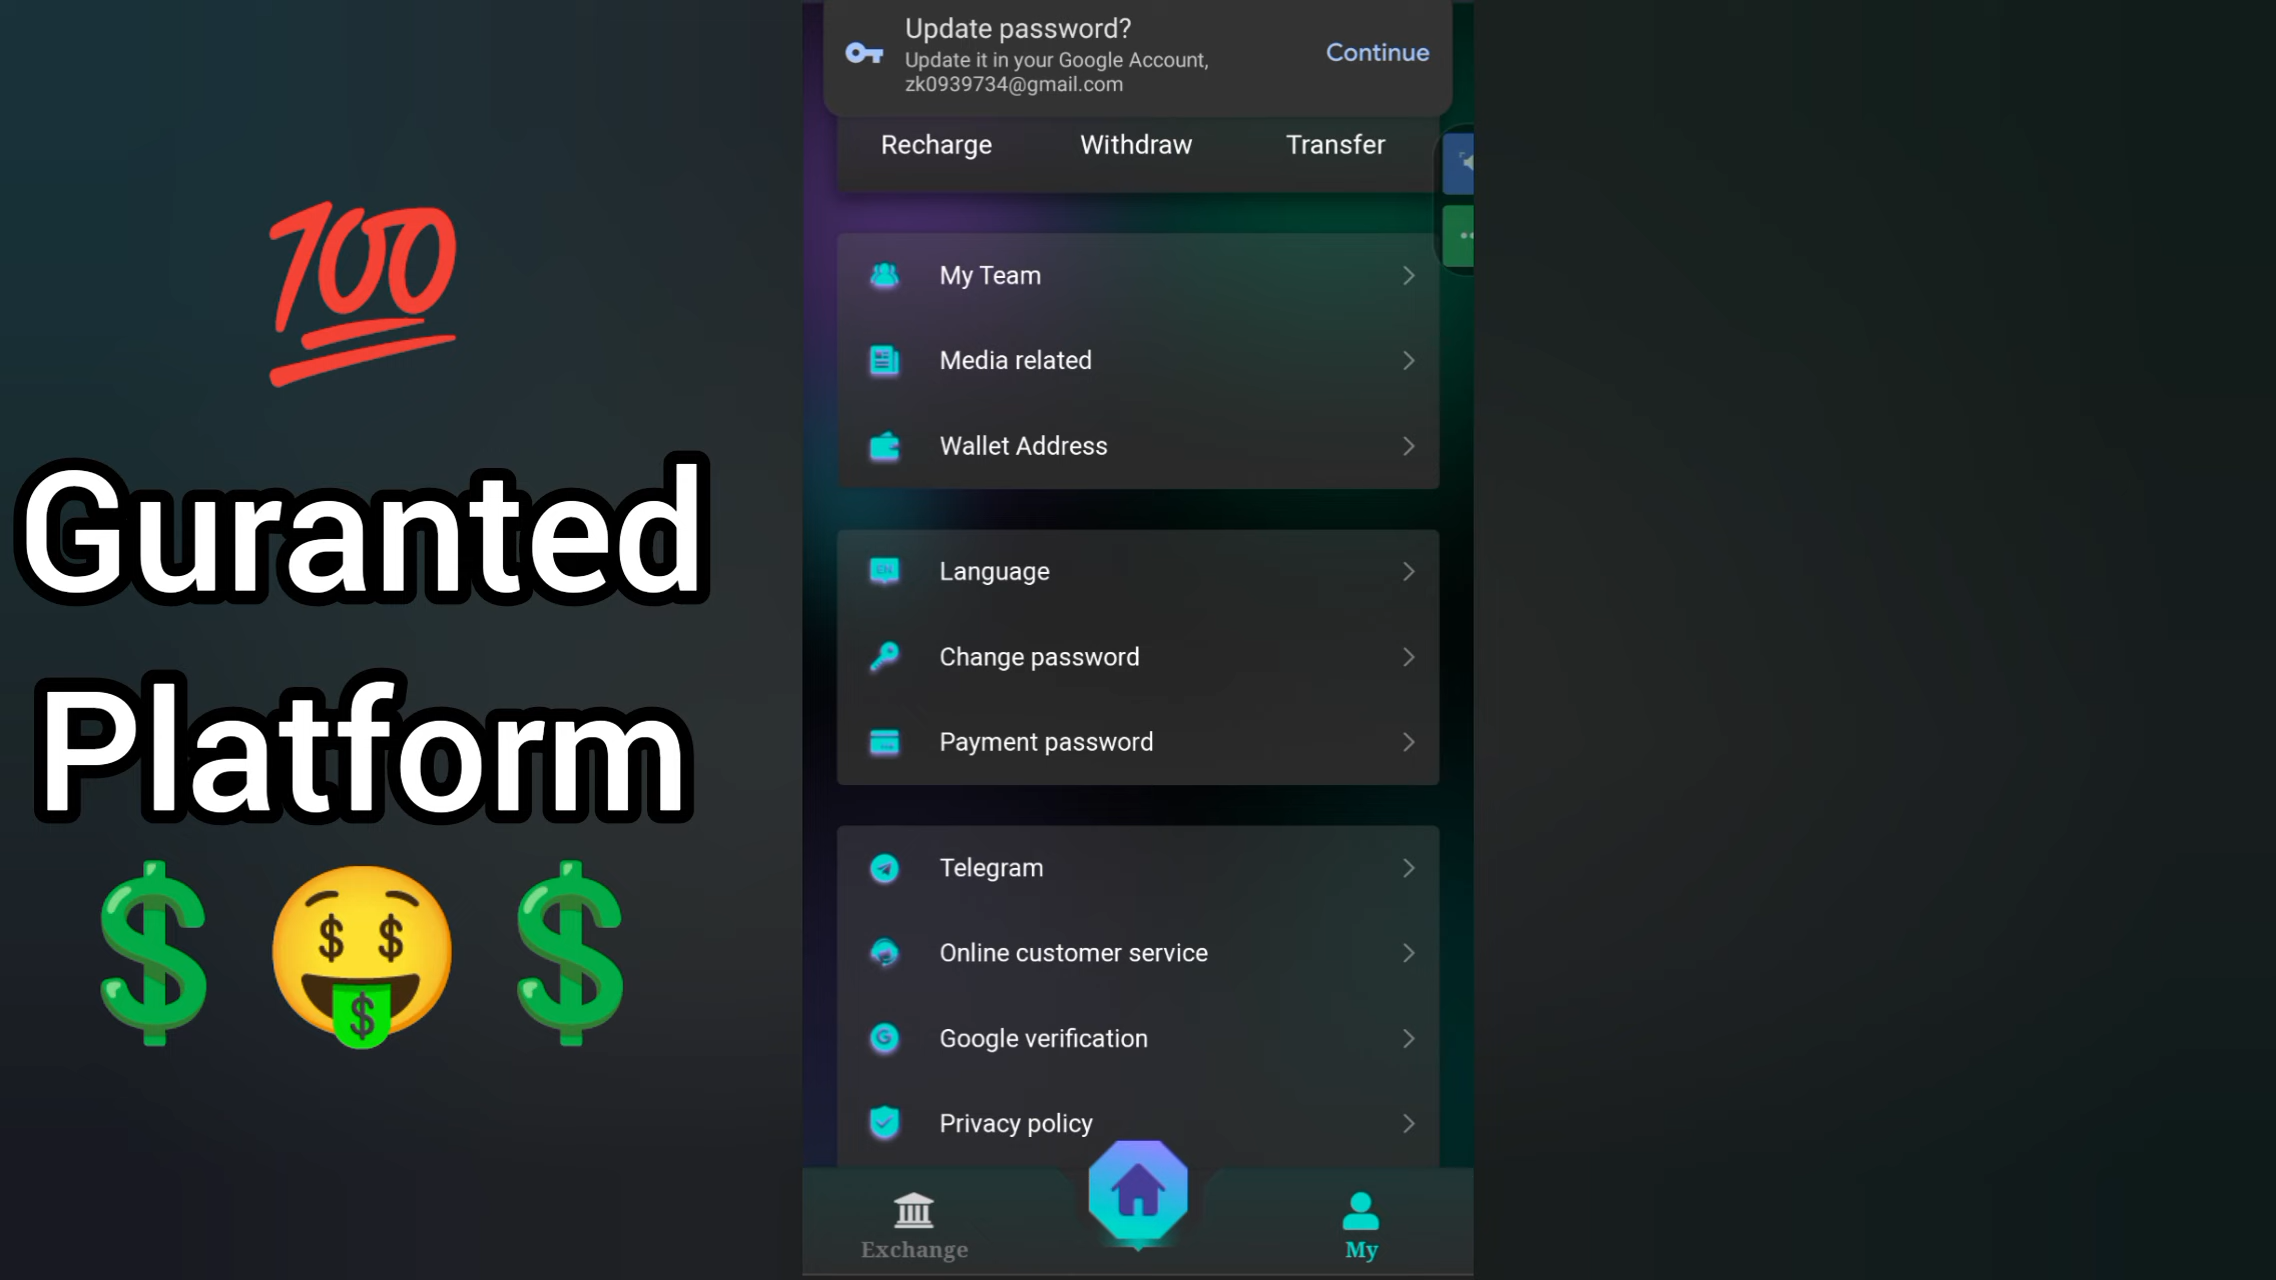 Guranted
Platform
Update password?
Update it in your Google Account,
zk0939734@gmail.com
Continue
Recharge
Withdraw
Transfer
My Team
Media related
Wallet Address
Language
Change password
Payment password
Telegram
Online customer service
Google verification
Privacy policy
Exchange
My